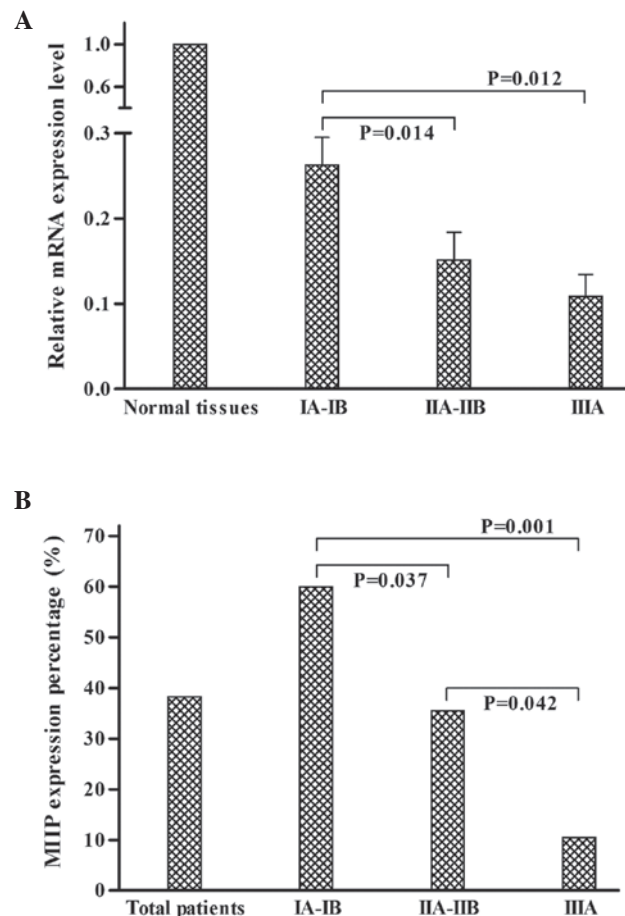 A
Relative mRNA expression level
1.0
0.6
0.3
0.2
0.1
0.0
P=0.012
P=0.014
Normal tissues
IA-IB
IIA-IIB
IIIA
B
MIIP expression percentage (%)
70
60
50
40
30
20
10
0
P=0.001
P=0.037
P=0.042
Total patients
IA-IB
IIA-IIB
IIIA